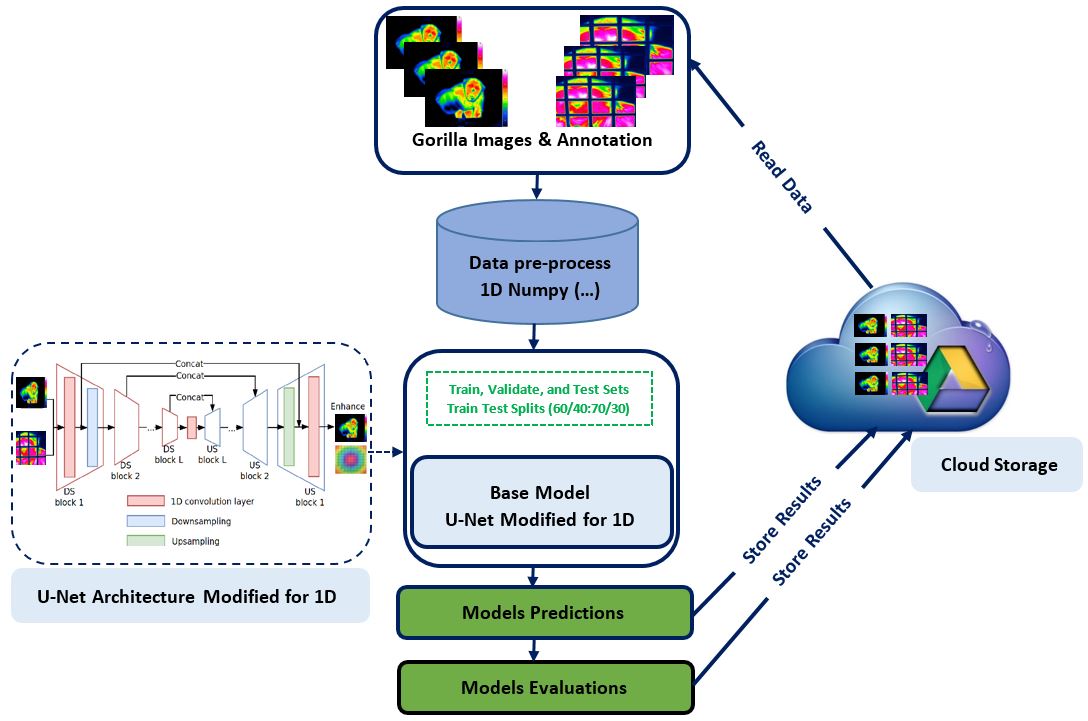 Gorilla Images & Annotation
Read Data
Data pre-process
1D Numpy (...)
Train, Validate, and Test Sets
Train Test Splits (60/40:70/30)
Base Model
U-Net Modified for 1D
Concat
Concat
Concat
Enhance
...
...
DS
block 1
DS
block 2
DS
block L
US
block L
US
block 2
US
block 1
1D convolution layer
Downsampling
Upsampling
U-Net Architecture Modified for 1D
Cloud Storage
Store Results
Store Results
Models Predictions
Models Evaluations